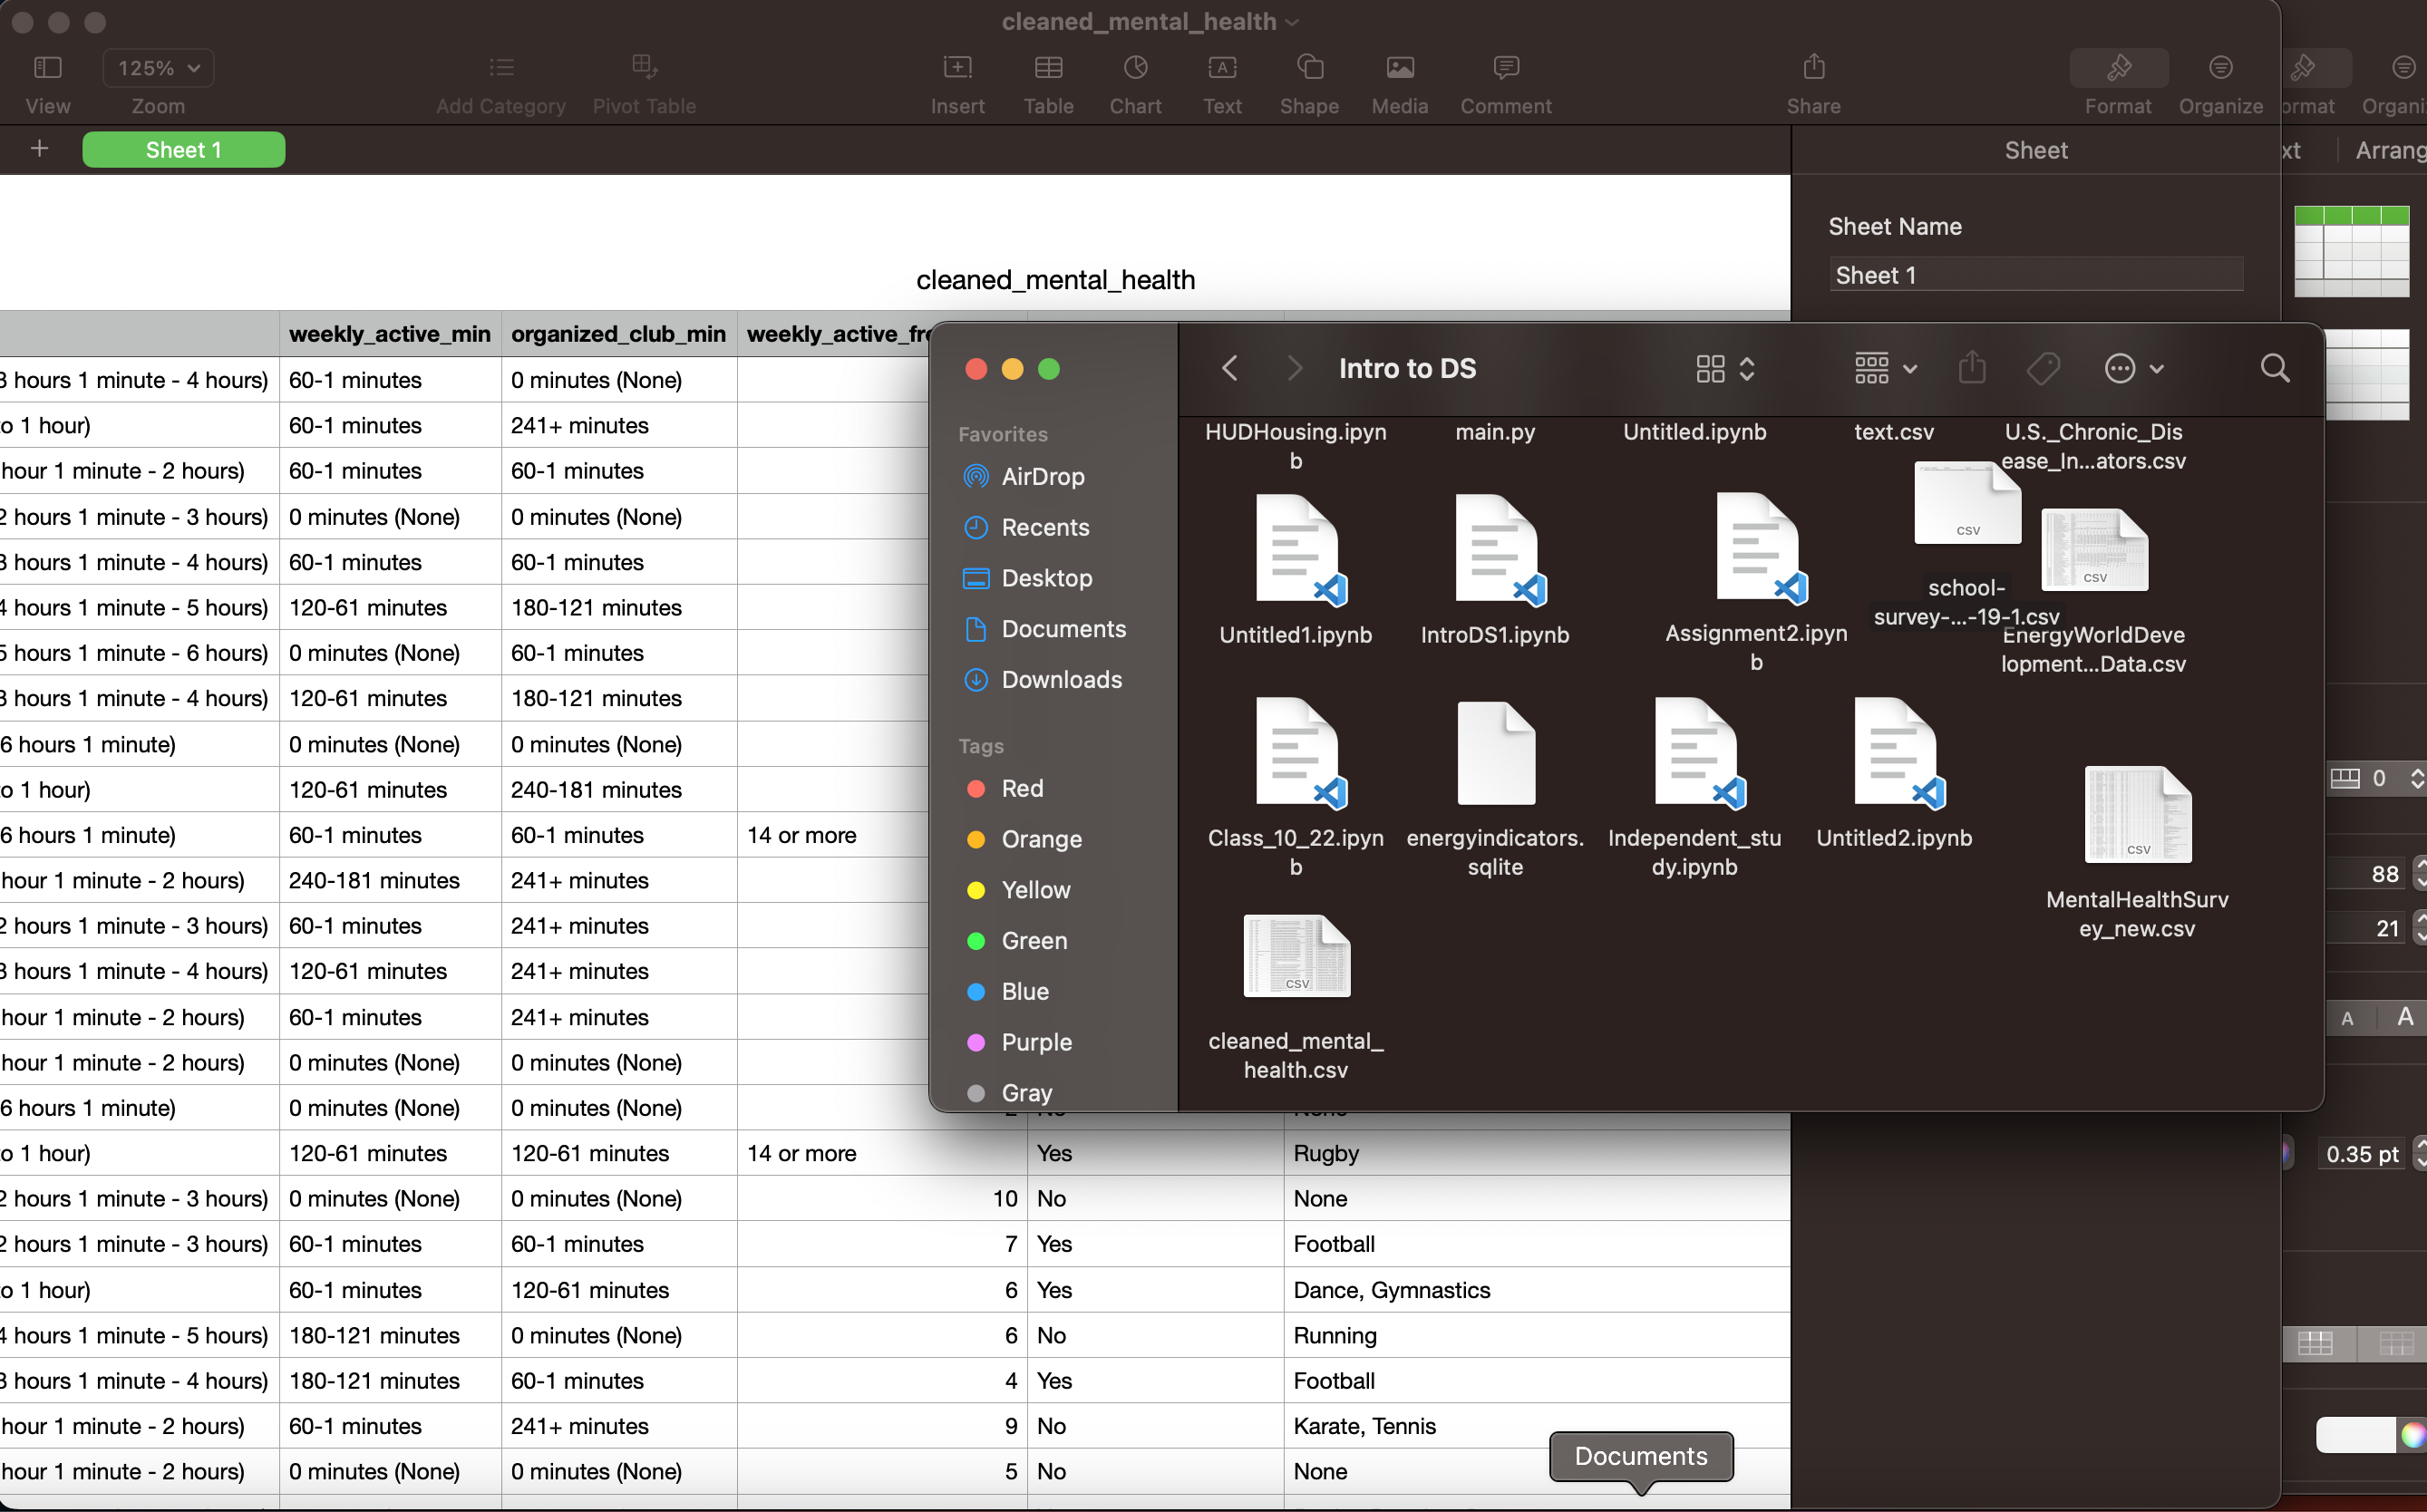 cleaned_mental_health
125%
View
Zoom
Add Category
Pivot Table
Insert
Table
Chart
Text
Shape
Media
Comment
Share
Format
Organize
ormat
Organi
Sheet 1
Sheet
xt
Arrang
Sheet Name
Sheet 1
cleaned_mental_health
weekly_active_min organized_club_min weekly_active_fre
3 hours 1 minute - 4 hours) 60-1 minutes 0 minutes (None)
o 1 hour) 60-1 minutes 241+ minutes
hour 1 minute - 2 hours) 60-1 minutes 60-1 minutes
2 hours 1 minute - 3 hours) 0 minutes (None) 0 minutes (None)
3 hours 1 minute - 4 hours) 60-1 minutes 60-1 minutes
4 hours 1 minute - 5 hours) 120-61 minutes 180-121 minutes
5 hours 1 minute - 6 hours) 0 minutes (None) 60-1 minutes
3 hours 1 minute - 4 hours) 120-61 minutes 180-121 minutes
6 hours 1 minute) 0 minutes (None) 0 minutes (None)
o 1 hour) 120-61 minutes 240-181 minutes
6 hours 1 minute) 60-1 minutes 60-1 minutes 14 or more
hour 1 minute - 2 hours) 240-181 minutes 241+ minutes
2 hours 1 minute - 3 hours) 60-1 minutes 241+ minutes
3 hours 1 minute - 4 hours) 120-61 minutes 241+ minutes
hour 1 minute - 2 hours) 60-1 minutes 241+ minutes
hour 1 minute - 2 hours) 0 minutes (None) 0 minutes (None)
6 hours 1 minute) 0 minutes (None) 0 minutes (None)
o 1 hour) 120-61 minutes 120-61 minutes 14 or more Yes Rugby
2 hours 1 minute - 3 hours) 0 minutes (None) 0 minutes (None) 10 No None
2 hours 1 minute - 3 hours) 60-1 minutes 60-1 minutes 7 Yes Football
o 1 hour) 60-1 minutes 120-61 minutes 6 Yes Dance, Gymnastics
4 hours 1 minute - 5 hours) 180-121 minutes 0 minutes (None) 6 No Running
3 hours 1 minute - 4 hours) 180-121 minutes 60-1 minutes 4 Yes Football
hour 1 minute - 2 hours) 60-1 minutes 241+ minutes 9 No Karate, Tennis
hour 1 minute - 2 hours) 0 minutes (None) 0 minutes (None) 5 No None
Favorites
AirDrop
Recents
Desktop
Documents
Downloads
Tags
Red
Orange
Yellow
Green
Blue
Purple
Gray
Intro to DS
HUDHousing.ipyn
b
main.py
Untitled.ipynb
text.csv
U.S._Chronic_Dis
ease_In...ators.csv
Untitled1.ipynb
IntroDS1.ipynb
Assignment2.ipyn
b
CSV
school-
survey-...-19-1.csv
CSV
EnergyWorldDeve
lopment...Data.csv
Class_10_22.ipyn
b
energyindicators.
sqlite
Independent_stu
dy.ipynb
Untitled2.ipynb
CSV
MentalHealthSurv
ey_new.csv
CSV
cleaned_mental_
health.csv
0
88
21
A
A
0.35 pt
Documents